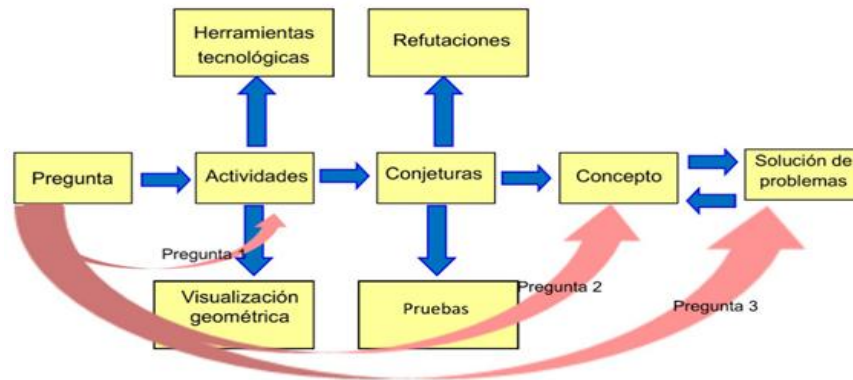 Herramientas
tecnológicas
Refutaciones
Pregunta
Actividades
Conjeturas
Concepto
Solución de
problemas
Pregunta 1
Visualización
geométrica
Pruebas
Pregunta 2
Pregunta 3